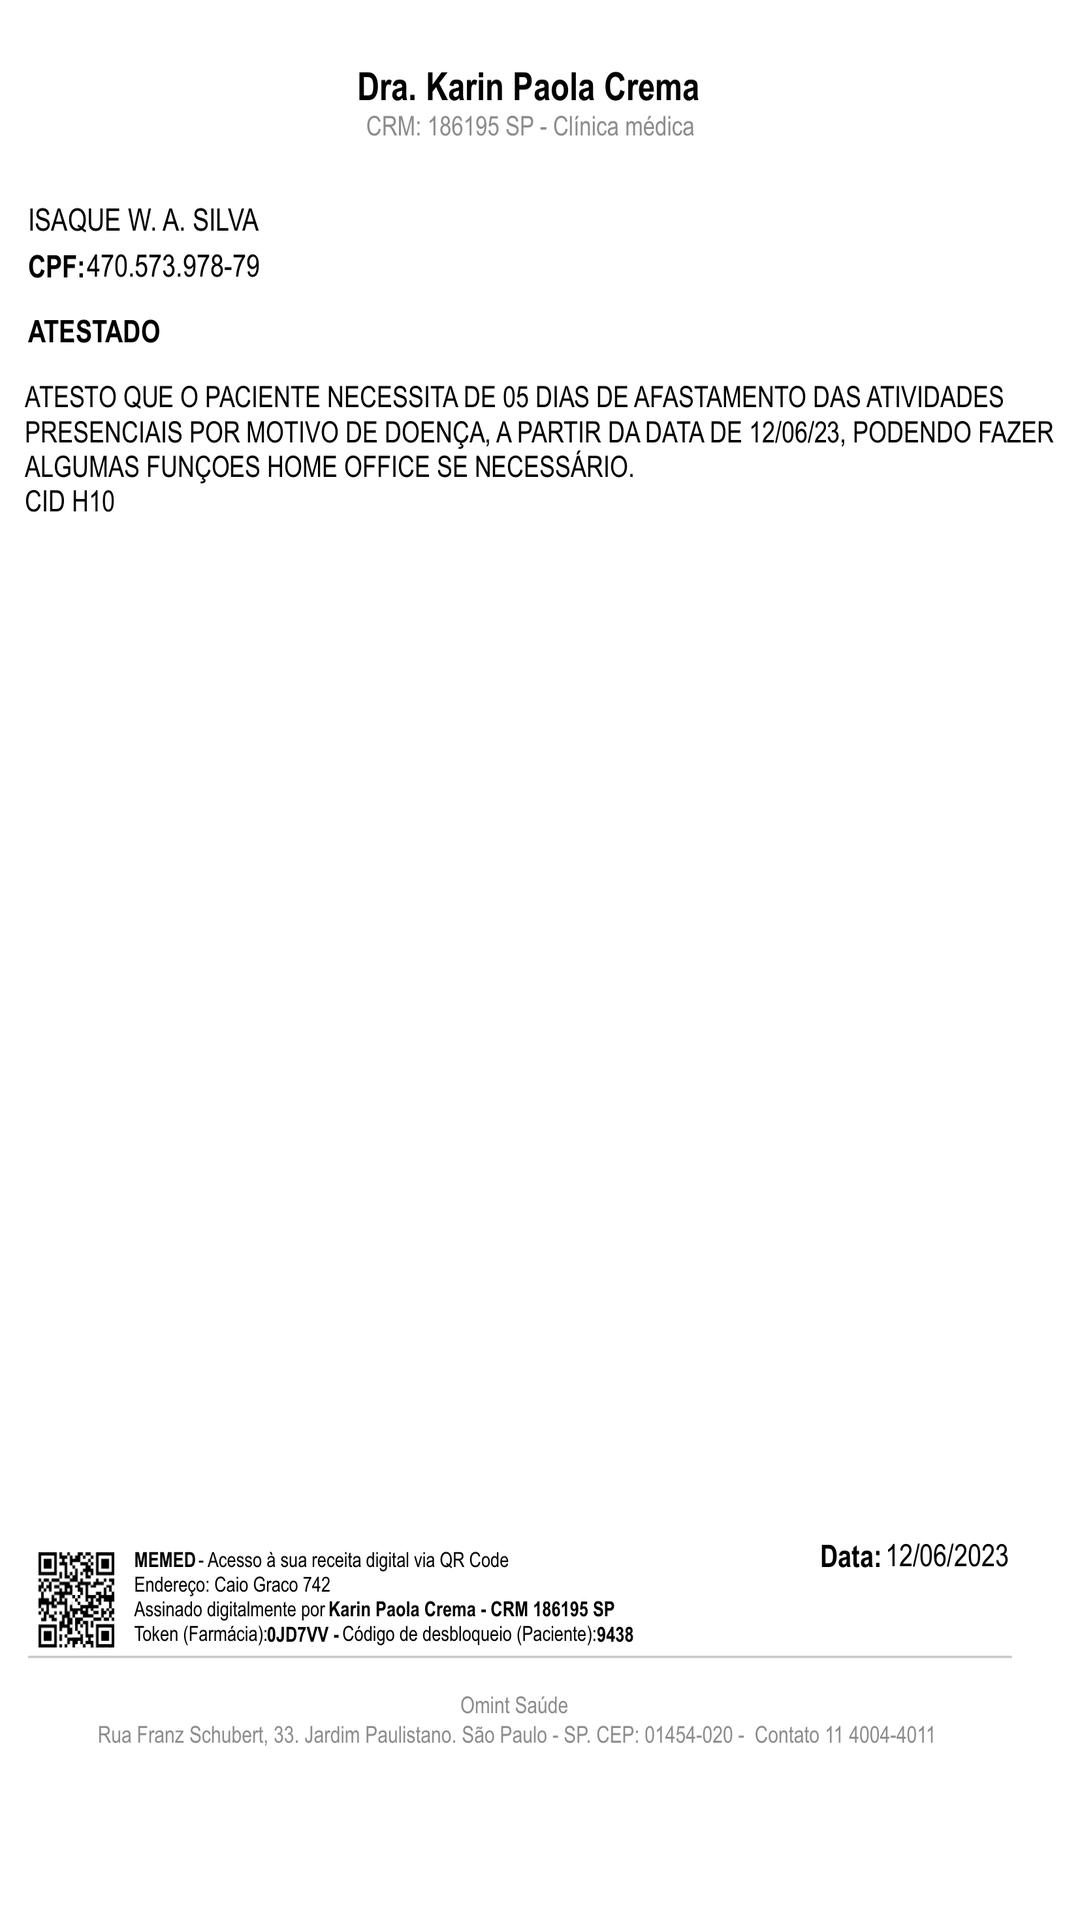 Dra. Karin Paola Crema
CRM: 186195 SP - Clínica médica
ISAQUE W. A. SILVA
CPF:470.573.978-79
ATESTADO
ATESTO QUE O PACIENTE NECESSITA DE 05 DIAS DE AFASTAMENTO DAS ATIVIDADES
PRESENCIAIS POR MOTIVO DE DOENÇA, A PARTIR DA DATA DE 12/06/23, PODENDO FAZER
ALGUMAS FUNÇOES HOME OFFICE SE NECESSÁRIO.
CID H10
MEMED - Acesso à sua receita digital via QR Code
Endereço: Caio Graco 742
Assinado digitalmente por Karin Paola Crema - CRM 186195 SP
Token (Farmácia):0JD7VV - Código de desbloqueio (Paciente):9438
Data: 12/06/2023
Omint Saúde
Rua Franz Schubert, 33. Jardim Paulistano. São Paulo - SP. CEP: 01454-020 - Contato 11 4004-4011